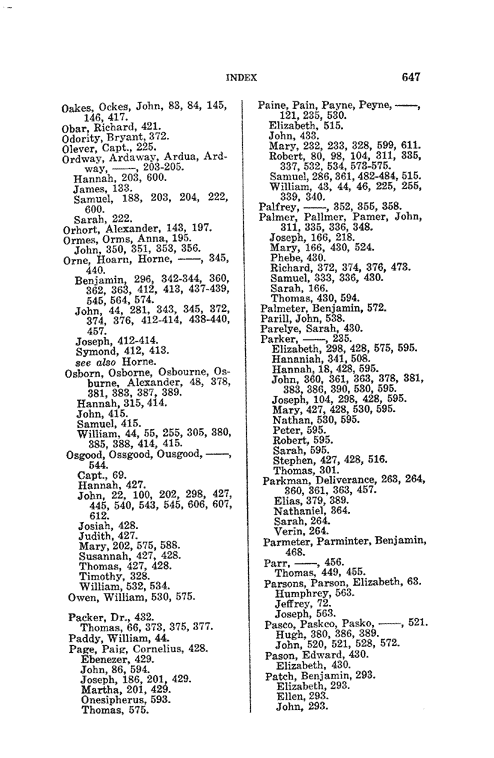 INDEX 647
Oakes, Ockes, John, 83, 84, 145,
146, 417.
Obar, Richard, 421.
Odority, Bryant, 372.
Olever, Capt., 225.
Ordway, Ardaway, Ardua, Ard-
way, ——, 203-205.
Hannah, 203, 600.
James, 133.
Samuel, 188, 203, 204, 222,
600.
Sarah, 222.
Orhort, Alexander, 143, 197.
Ormes, Orms, Anna, 195.
John, 350, 351, 353, 356.
Orne, Hoarn, Horne, ——, 345,
440.
Benjamin, 296, 342-344, 360,
362, 363, 412, 413, 437-439,
545, 564, 574.
John, 44, 281, 343, 345, 372,
374, 376, 412-414, 438-440,
457.
Joseph, 412-414.
Symond, 412, 413.
see also Horne.
Osborn, Osborne, Osbourne, Os-
burne, Alexander, 48, 378,
381, 383, 387, 389.
Hannah, 315, 414.
John, 415.
Samuel, 415.
William, 44, 55, 255, 305, 380,
385, 388, 414, 415.
Osgood, Ossgood, Ousgood, ——,
544.
Capt., 69.
Hannah, 427.
John, 22, 100, 202, 298, 427,
445, 540, 543, 545, 606, 607,
612.
Josiah, 428.
Judith, 427.
Mary, 202, 575, 588.
Susannah, 427, 428.
Thomas, 427, 428.
Timothy, 328.
William, 532, 534.
Owen, William, 530, 575.
Packer, Dr., 432.
Thomas, 66, 373, 375, 377.
Paddy, William, 44.
Page, Paig, Cornelius, 428.
Ebenezer, 429.
John, 86, 594.
Joseph, 186, 201, 429.
Martha, 201, 429.
Onesipherus, 593.
Thomas, 575.
Paine, Pain, Payne, Peyne, ——,
121, 235, 530.
Elizabeth, 515.
John, 433.
Mary, 232, 233, 328, 599, 611.
Robert, 80, 98, 104, 311, 335,
337, 532, 534, 573-575.
Samuel, 286, 361, 482-484, 515.
William, 43, 44, 46, 225, 255,
339, 340.
Palfrey, ——, 352, 355, 358.
Palmer, Pallmer, Pamer, John,
311, 335, 336, 348.
Joseph, 166, 218.
Mary, 166, 430, 524.
Phebe, 430.
Richard, 372, 374, 376, 473.
Samuel, 333, 336, 430.
Sarah, 166.
Thomas, 430, 594.
Palmeter, Benjamin, 572.
Parill, John, 538.
Parelye, Sarah, 430.
Parker, ——, 235.
Elizabeth, 298, 428, 575, 595.
Hananiah, 341, 508.
Hannah, 18, 428, 595.
John, 360, 361, 363, 378, 381,
383, 386, 390, 530, 595.
Joseph, 104, 298, 428, 595.
Mary, 427, 428, 530, 595.
Nathan, 530, 595.
Peter, 595.
Robert, 595.
Sarah, 595.
Stephen, 427, 428, 516.
Thomas, 301.
Parkman, Deliverance, 263, 264,
360, 361, 363, 457.
Elias, 379, 389.
Nathaniel, 364.
Sarah, 264.
Verin, 264.
Parmeter, Parminter, Benjamin,
468.
Parr, ——, 456.
Thomas, 449, 455.
Parsons, Parson, Elizabeth, 63.
Humphrey, 563.
Jeffrey, 72.
Joseph, 563.
Pasco, Paskco, Pasko, ——, 521.
Hugh, 380, 386, 389.
John, 520, 521, 528, 572.
Pason, Edward, 430.
Elizabeth, 430.
Patch, Benjamin, 293.
Elizabeth, 293.
Ellen, 293.
John, 293.